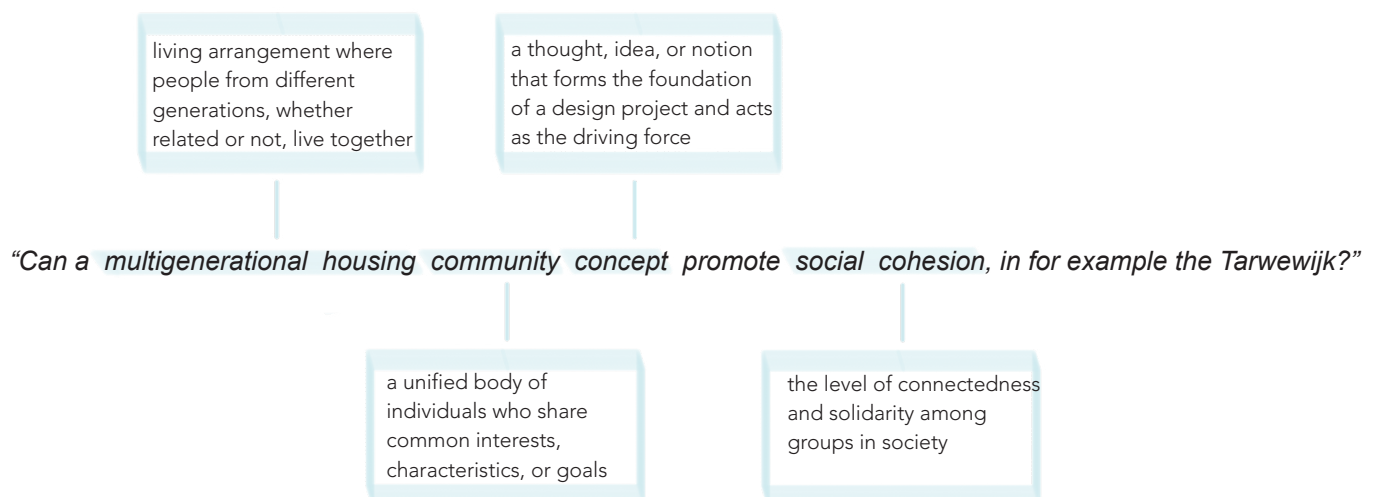 living arrangement where
people from different
generations, whether
related or not, live together
a thought, idea, or notion
that forms the foundation
of a design project and acts
as the driving force
“Can a multigenerational housing community concept promote social cohesion, in for example the Tarwewijk?”
a unified body of
individuals who share
common interests,
characteristics, or goals
the level of connectedness
and solidarity among
groups in society